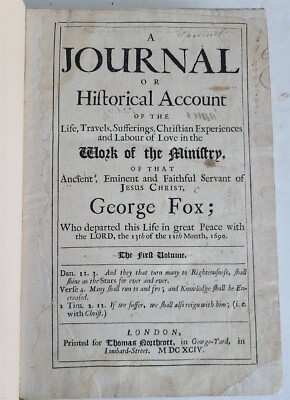 A
JOURNAL
OR
Historical Account
OF THE
Life, Travels, Sufferings, Christian Experiences
and Labour of Love in the
Work of the Ministry,
OF THAT
Ancient, Eminent and Faithful Servant of
JESUS CHRIST,
George Fox;
Who departed this Life in great Peace with
the LORD, the 13th of the 11th Month, 1690.
The First Volume.
Dan. 12. 3. And they that turn many to Righteousness, shall
shine as the Stars for ever and ever.
Verse 4. Many shall run to and fro; and Knowledge shall be En-
creased.
2 Tim. 2. 12. If we suffer, we shall also reign with him; (i.e.
with Christ.)
LONDON,
Printed for Thomas Northcott, in George-Yard, in
Lombard-Street. MDCXCIV.